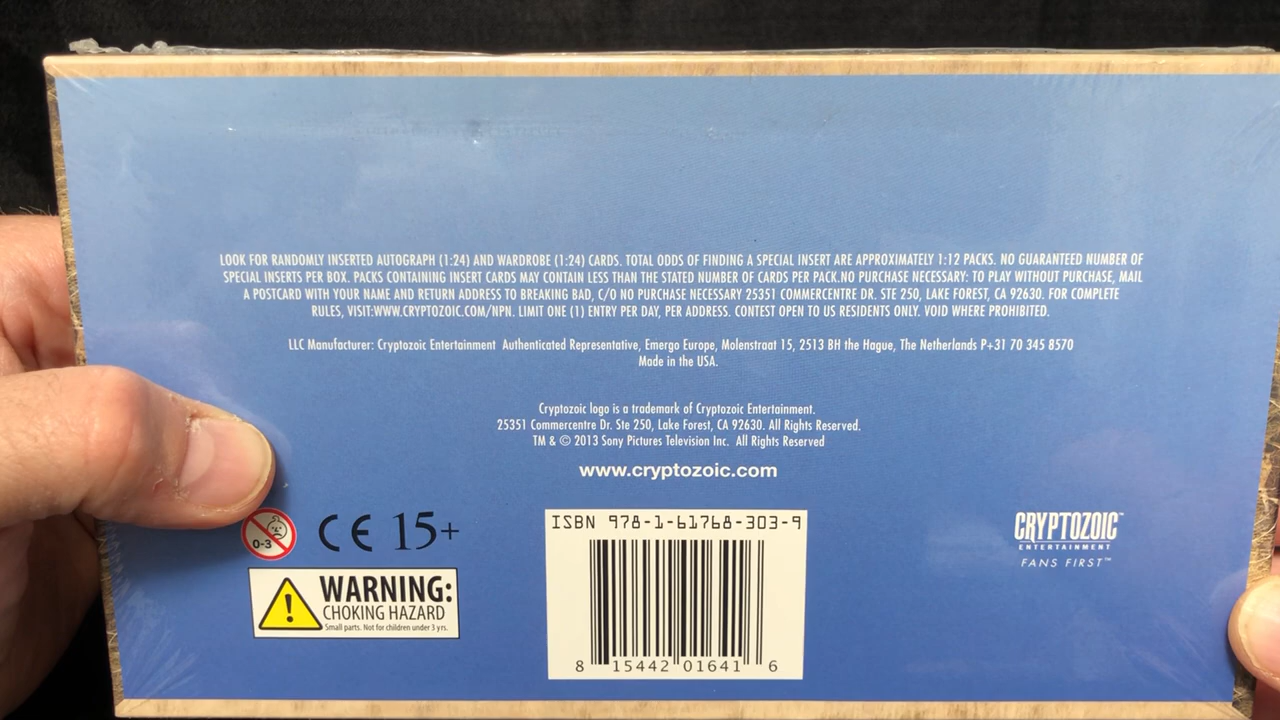 LOOK FOR RANDOMLY INSERTED AUTOGRAPH (1:24) AND WARDROBE (1:24) CARDS. TOTAL ODDS OF FINDING A SPECIAL INSERT ARE APPROXIMATELY 1:12 PACKS. NO GUARANTEED NUMBER OF
SPECIAL INSERTS PER BOX. PACKS CONTAINING INSERT CARDS MAY CONTAIN LESS THAN THE STATED NUMBER OF CARDS PER PACK.NO PURCHASE NECESSARY: TO PLAY WITHOUT PURCHASE, MAIL
A POSTCARD WITH YOUR NAME AND RETURN ADDRESS TO BREAKING BAD, C/O NO PURCHASE NECESSARY 25351 COMMERCENTRE DR. STE 250, LAKE FOREST, CA 92630. FOR COMPLETE
RULES, VISIT:WWW.CRYPTOZOIC.COM/NPN. LIMIT ONE (1) ENTRY PER DAY, PER ADDRESS. CONTEST OPEN TO US RESIDENTS ONLY. VOID WHERE PROHIBITED.
LLC Manufacturer: Cryptozoic Entertainment Authenticated Representative, Emergo Europe, Molenstraat 15, 2513 BH the Hague, The Netherlands P+31 70 345 8570
Made in the USA.
Cryptozoic logo is a trademark of Cryptozoic Entertainment.
25351 Commercentre Dr. Ste 250, Lake Forest, CA 92630. All Rights Reserved.
TM & © 2013 Sony Pictures Television Inc. All Rights Reserved
www.cryptozoic.com
0-3
CE 15+
WARNING:
CHOKING HAZARD
Small parts. Not for children under 3 yrs.
ISBN 978-1-61768-303-9
8 15442 01641 6
CRYPTOZOIC™
ENTERTAINMENT
FANS FIRST™